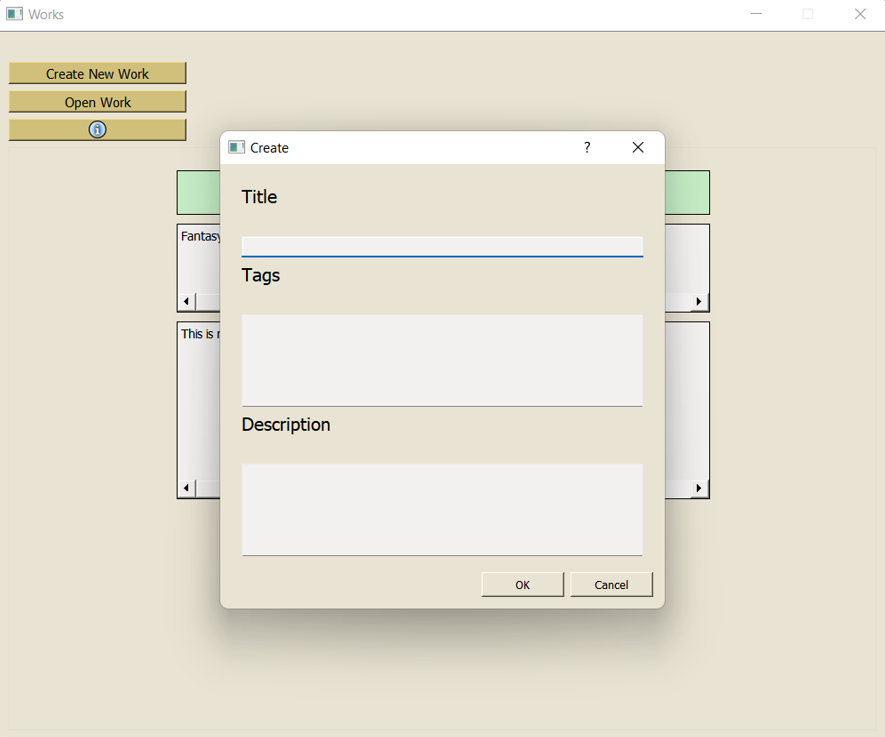 Works
Create New Work
Open Work
Create
?
Title
Fantasy
Tags
This is
Description
OK
Cancel